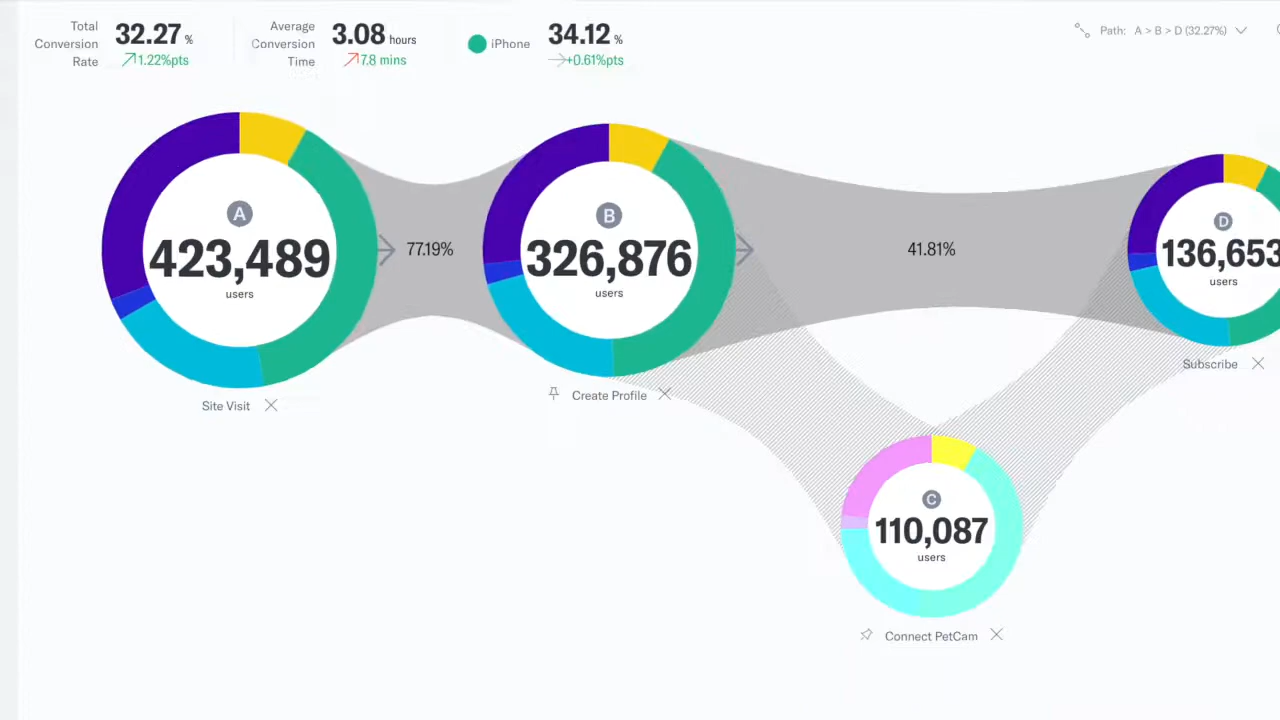 Total Conversion Rate
32.27 %
1.22%pts
Average Conversion Time
3.08 hours
7.8 mins
iPhone
34.12 %
+0.61%pts
Path: A > B > D (32.27%)
A
423,489
users
Site Visit
77.19%
B
326,876
users
Create Profile
41.81%
D
136,653
users
Subscribe
C
110,087
users
Connect PetCam